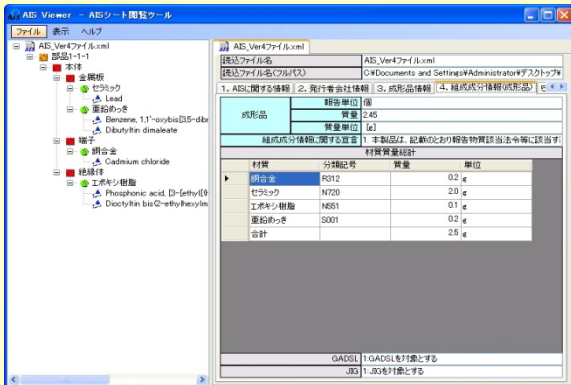 AIS Viewer - AISシート閲覧ツール
ファイル 表示 ヘルプ
AIS_Ver4ファイル.xml
部品1-1-1
本体
金属板
セラミック
Lead
亜鉛めっき
Benzene, 1,1'-oxybis[3,5-dibr
Dibutyltin dimaleate
端子
銅合金
Cadmium chloride
絶縁体
エポキシ樹脂
Phosphonic acid, [3-[ethyl[(h
Dioctyltin bis(2-ethylhexylm
AIS_Ver4ファイル.xml
読込ファイル名 AIS_Ver4ファイル.xml
読込ファイル名(フルパス) C:¥Documents and Settings¥Administrator¥デスクトップ¥
1. AISに関する情報 2. 発行者会社情報 3. 成形品情報 4. 組成成分情報(成形品)
成形品
報告単位 個
質量 2.45
質量単位 [g]
組成成分情報に関する宣言 1. 本製品は、記載のとおり報告物質該当法令等に該当す
材質質量総計
材質 分類記号 質量 単位
銅合金 R312 0.2 g
セラミック N720 2.0 g
エポキシ樹脂 N551 0.1 g
亜鉛めっき S001 0.2 g
合計 2.5 g
GADSL 1:GADSLを対象とする
JIG 1:JIGを対象とする